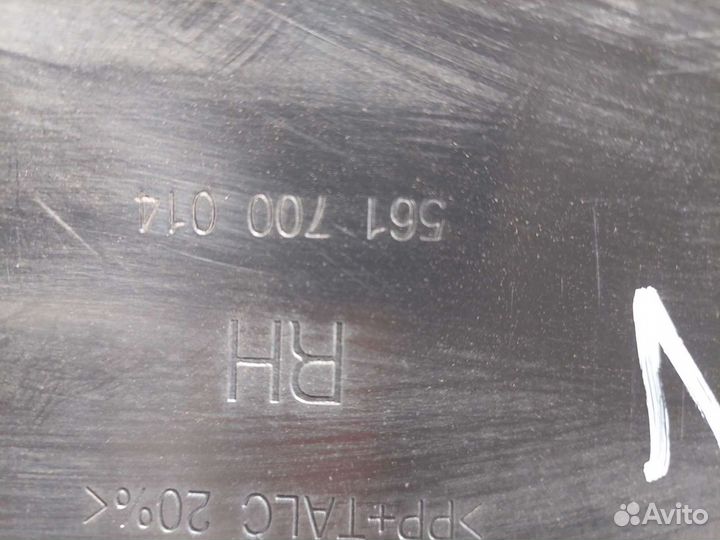 >PP+TALC 20%<
RH
561 700 014
Avito